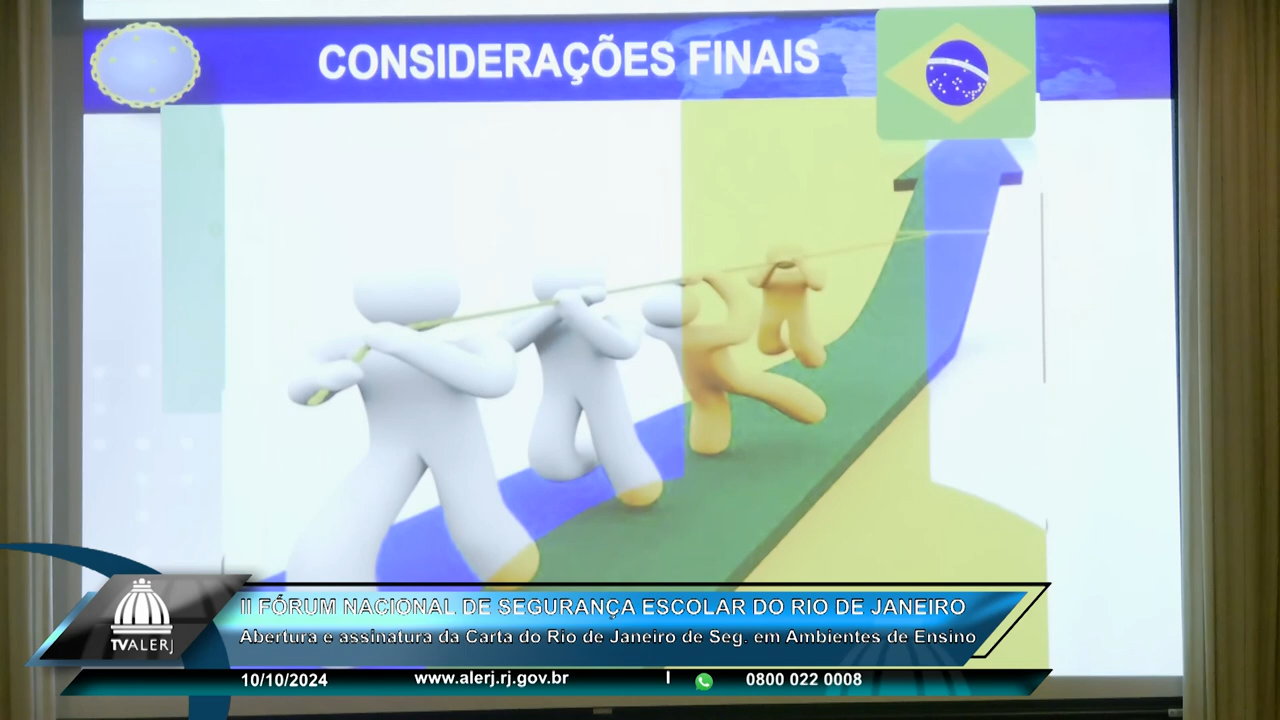 CONSIDERAÇÕES FINAIS
II FÓRUM NACIONAL DE SEGURANÇA ESCOLAR DO RIO DE JANEIRO
Abertura e assinatura da Carta do Rio de Janeiro de Seg. em Ambientes de Ensino
TVALERJ
10/10/2024 www.alerj.rj.gov.br | 0800 022 0008